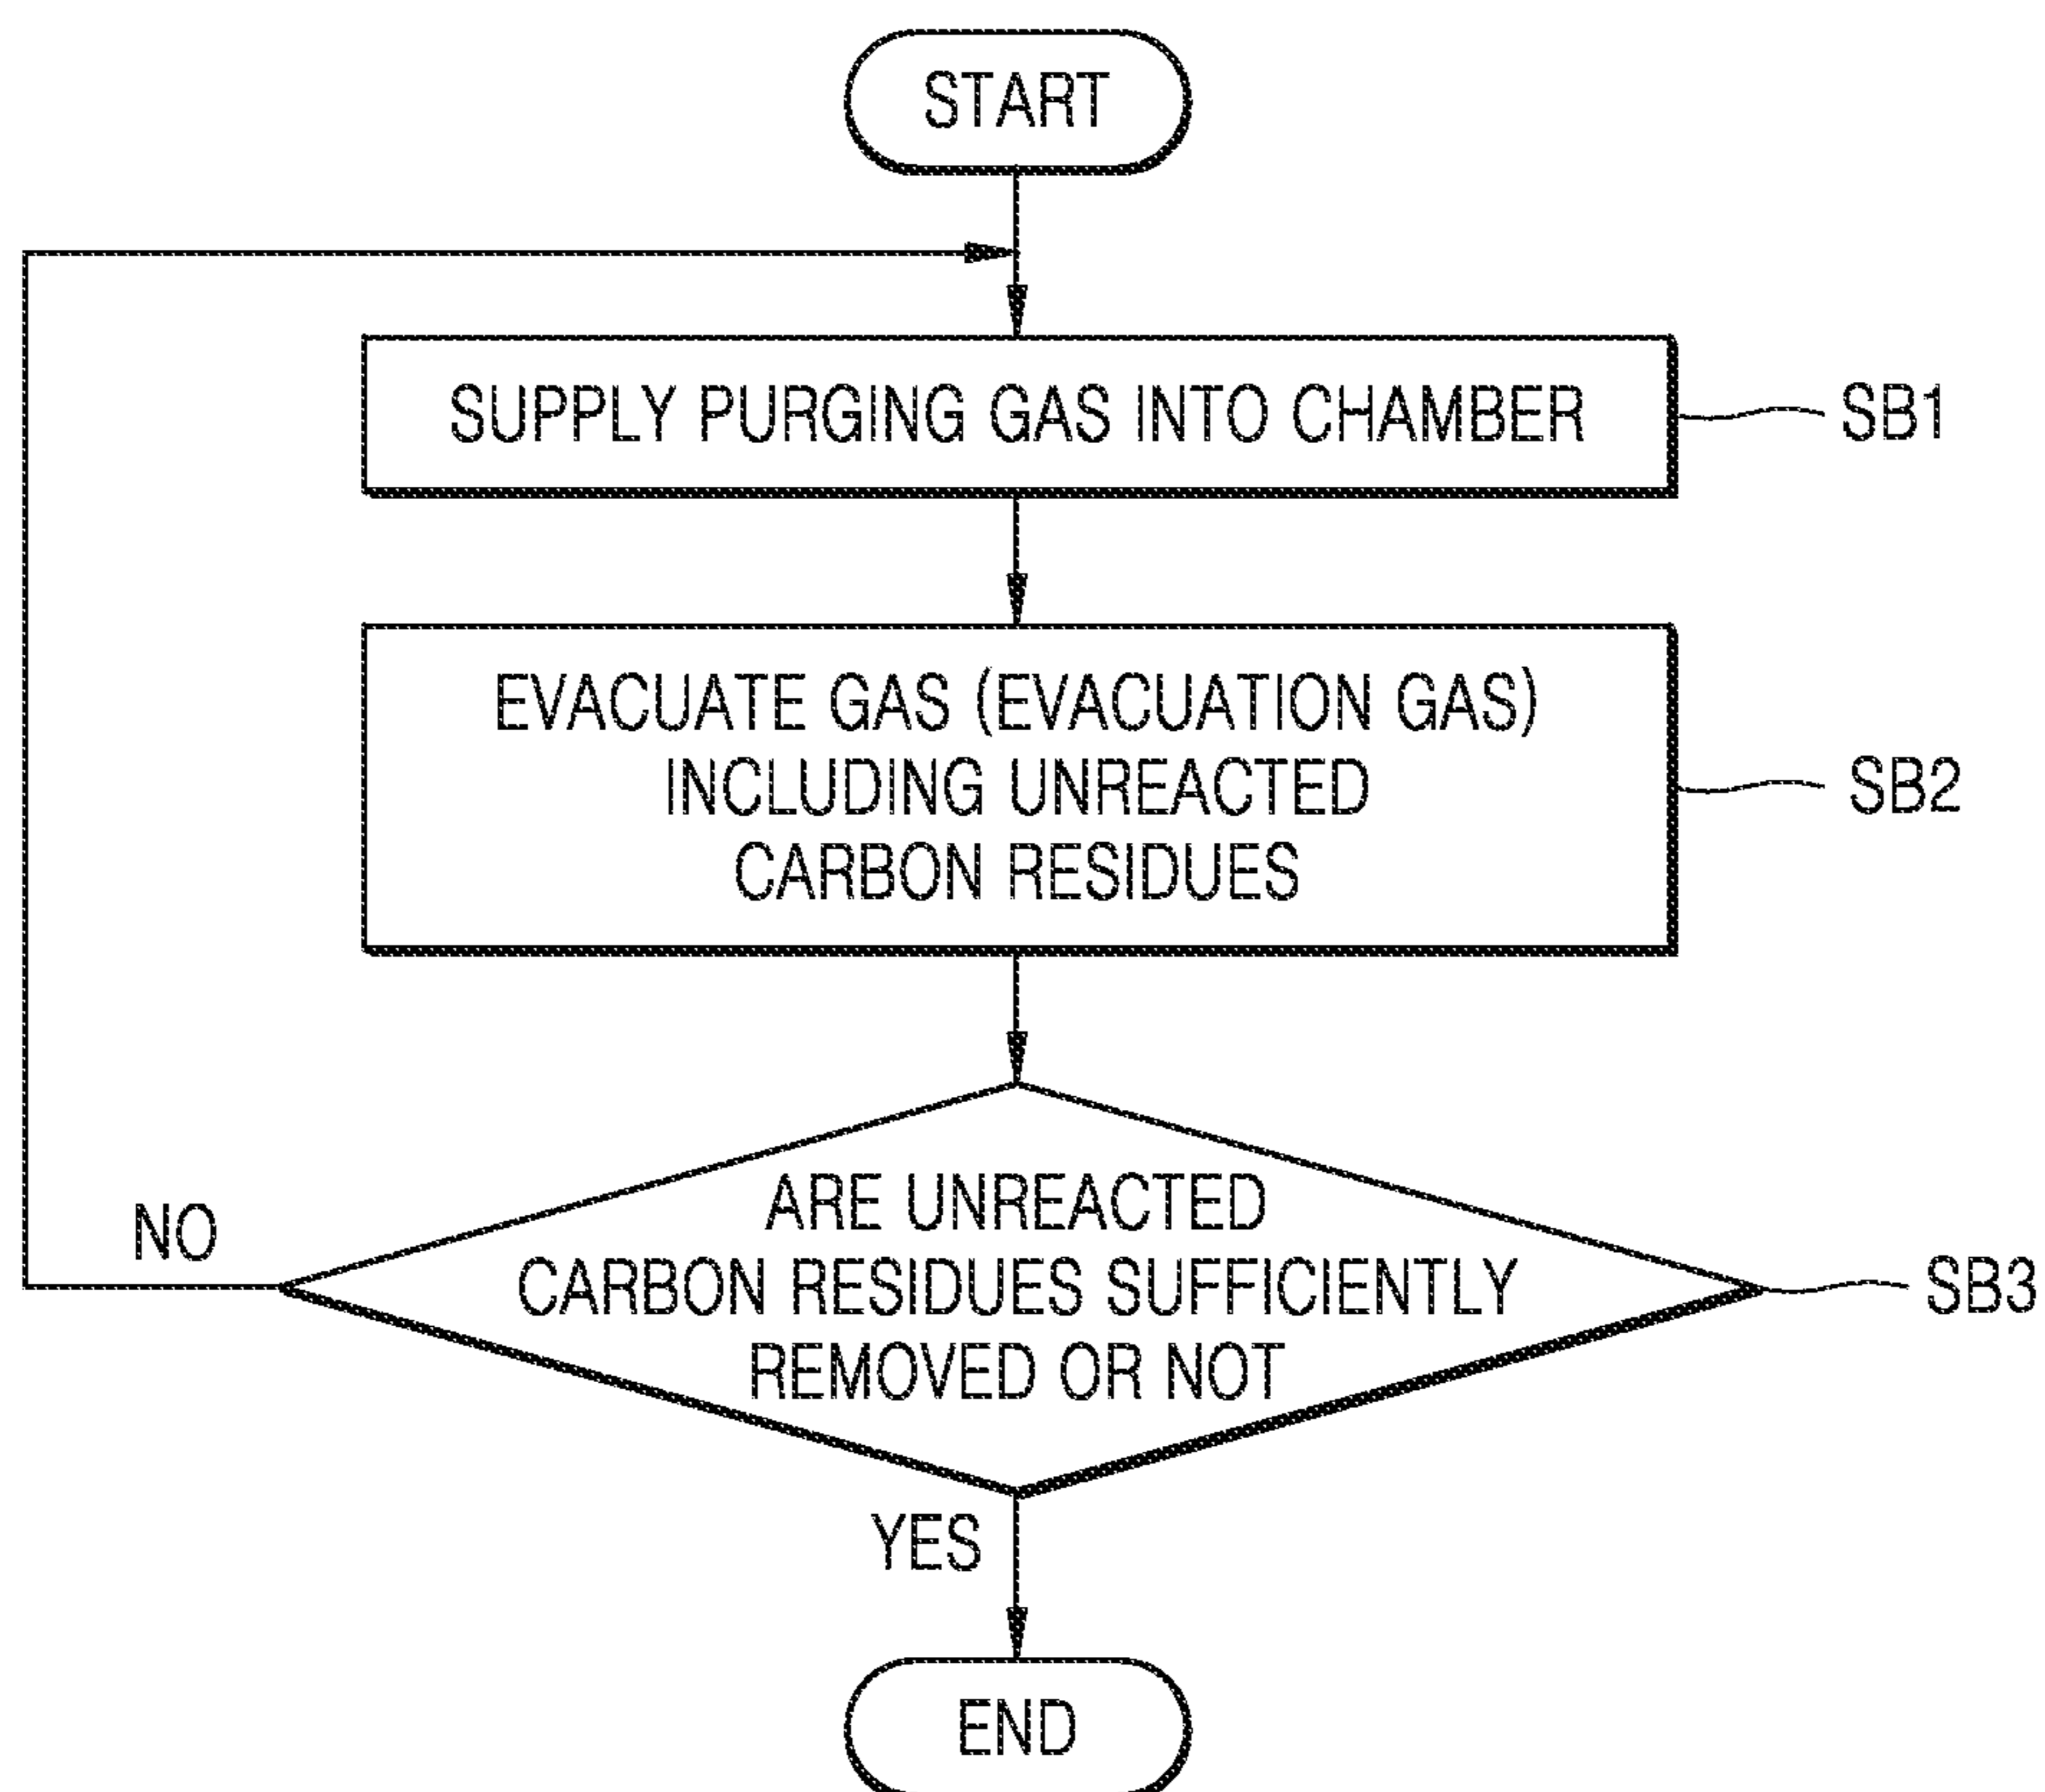 START
SUPPLY PURGING GAS INTO CHAMBER
SB1
EVACUATE GAS (EVACUATION GAS)
INCLUDING UNREACTED
CARBON RESIDUES
SB2
ARE UNREACTED
CARBON RESIDUES SUFFICIENTLY
REMOVED OR NOT
SB3
NO
YES
END